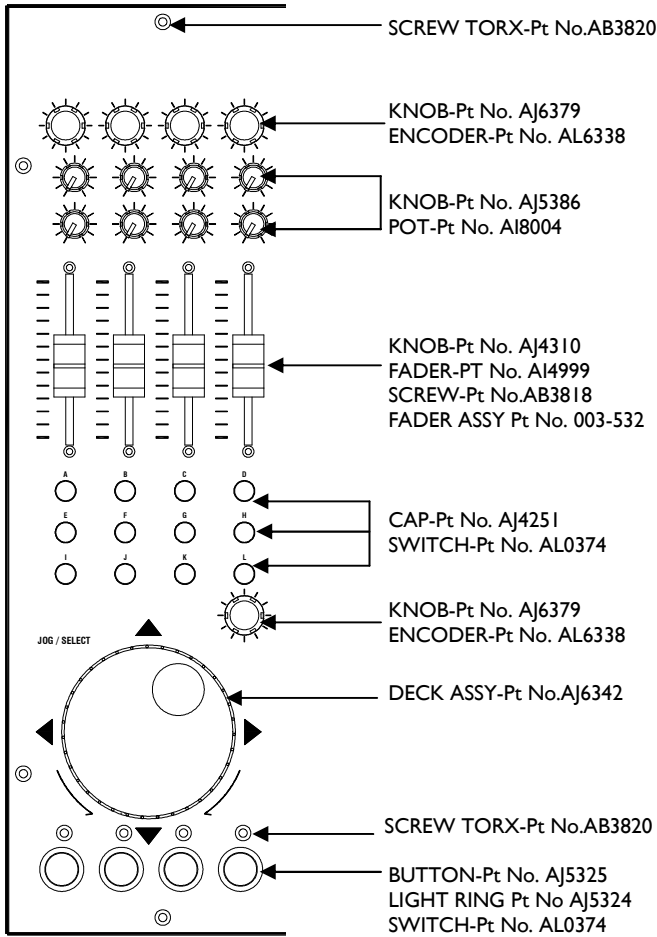 SCREW TORX-Pt No.AB3820
KNOB-Pt No. AJ6379
ENCODER-Pt No. AL6338
KNOB-Pt No. AJ5386
POT-Pt No. AI8004
KNOB-Pt No. AJ4310
FADER-PT No. AI4999
SCREW-Pt No.AB3818
FADER ASSY Pt No. 003-532
A B C D
E F G H
CAP-Pt No. AJ4251
SWITCH-Pt No. AL0374
I J K L
KNOB-Pt No. AJ6379
ENCODER-Pt No. AL6338
JOG / SELECT
DECK ASSY-Pt No.AJ6342
SCREW TORX-Pt No.AB3820
BUTTON-Pt No. AJ5325
LIGHT RING Pt No AJ5324
SWITCH-Pt No. AL0374